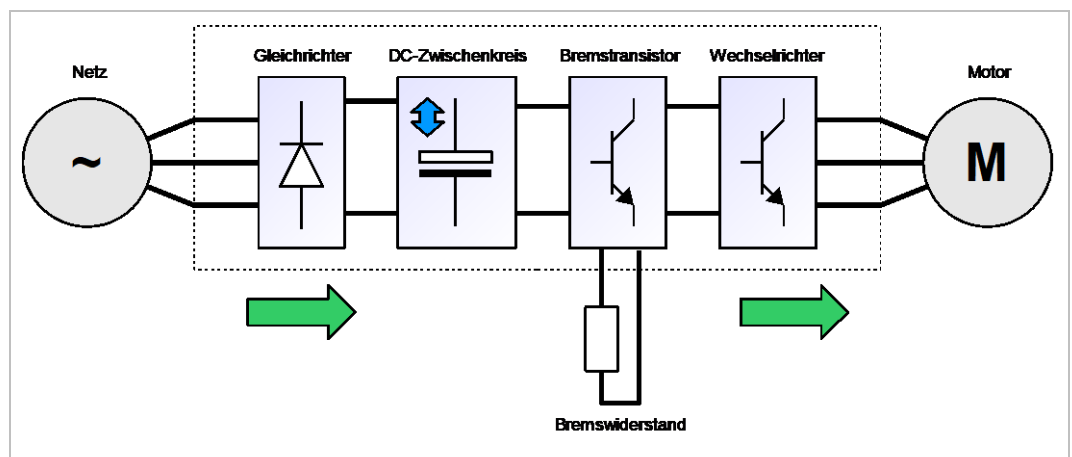 Gleichrichter
DC-Zwischenkreis
Bremstransistor
Wechselrichter
Netz
Motor
~
M
Bremswiderstand